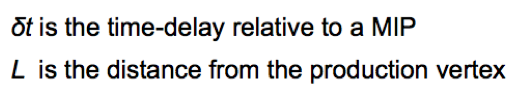 δt is the time-delay relative to a MIP
L is the distance from the production vertex